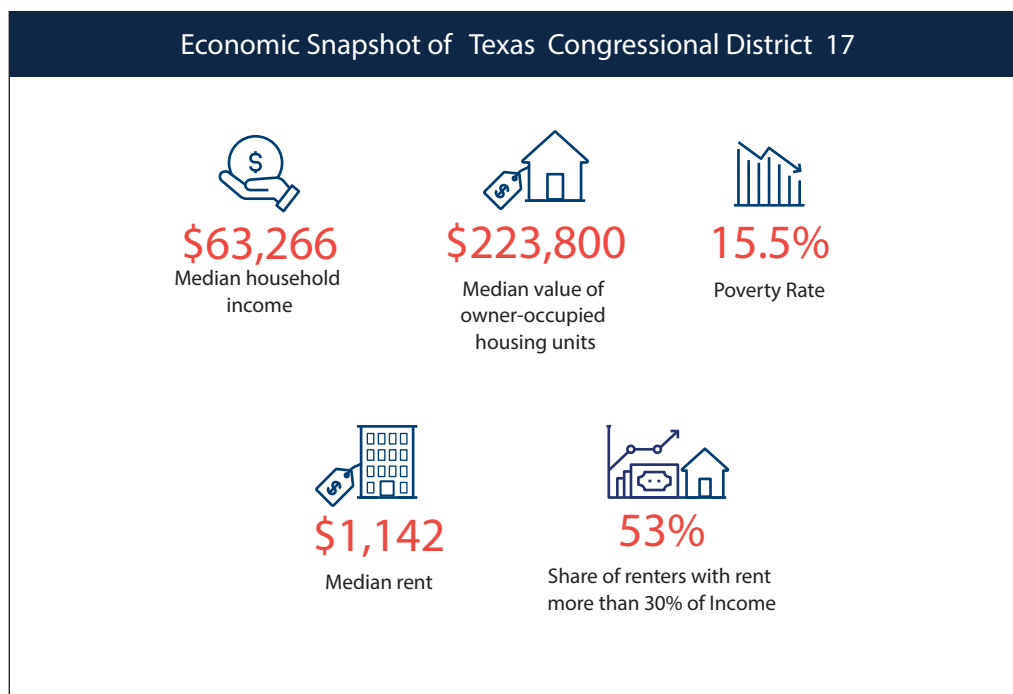 Economic Snapshot of Texas Congressional District 17
$
$
$63,266
$223,800
15.5%
Median household
income
Median value of
owner-occupied
housing units
Poverty Rate
$
$1,142
53%
Median rent
Share of renters with rent
more than 30% of Income